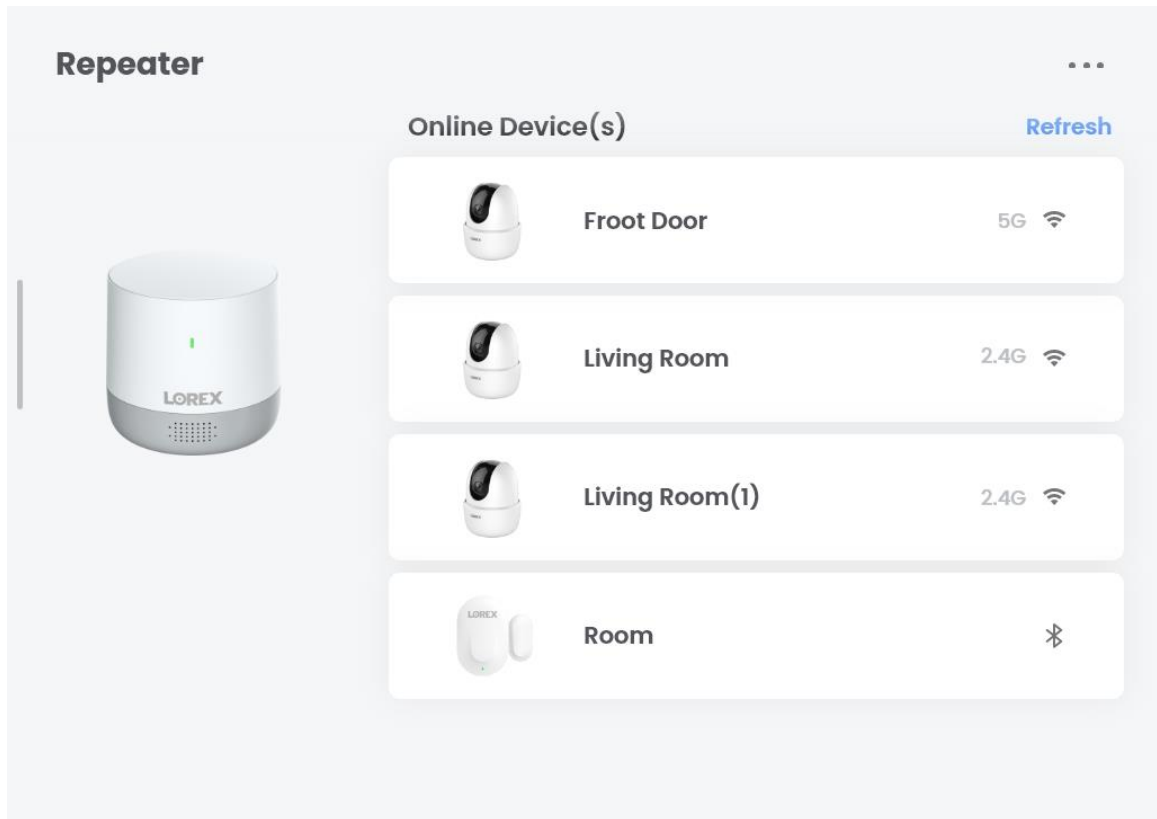 Repeater
Online Device(s)
Refresh
Froot Door
5G
LOREX
Living Room
2.4G
Living Room(1)
2.4G
LOREX
Room